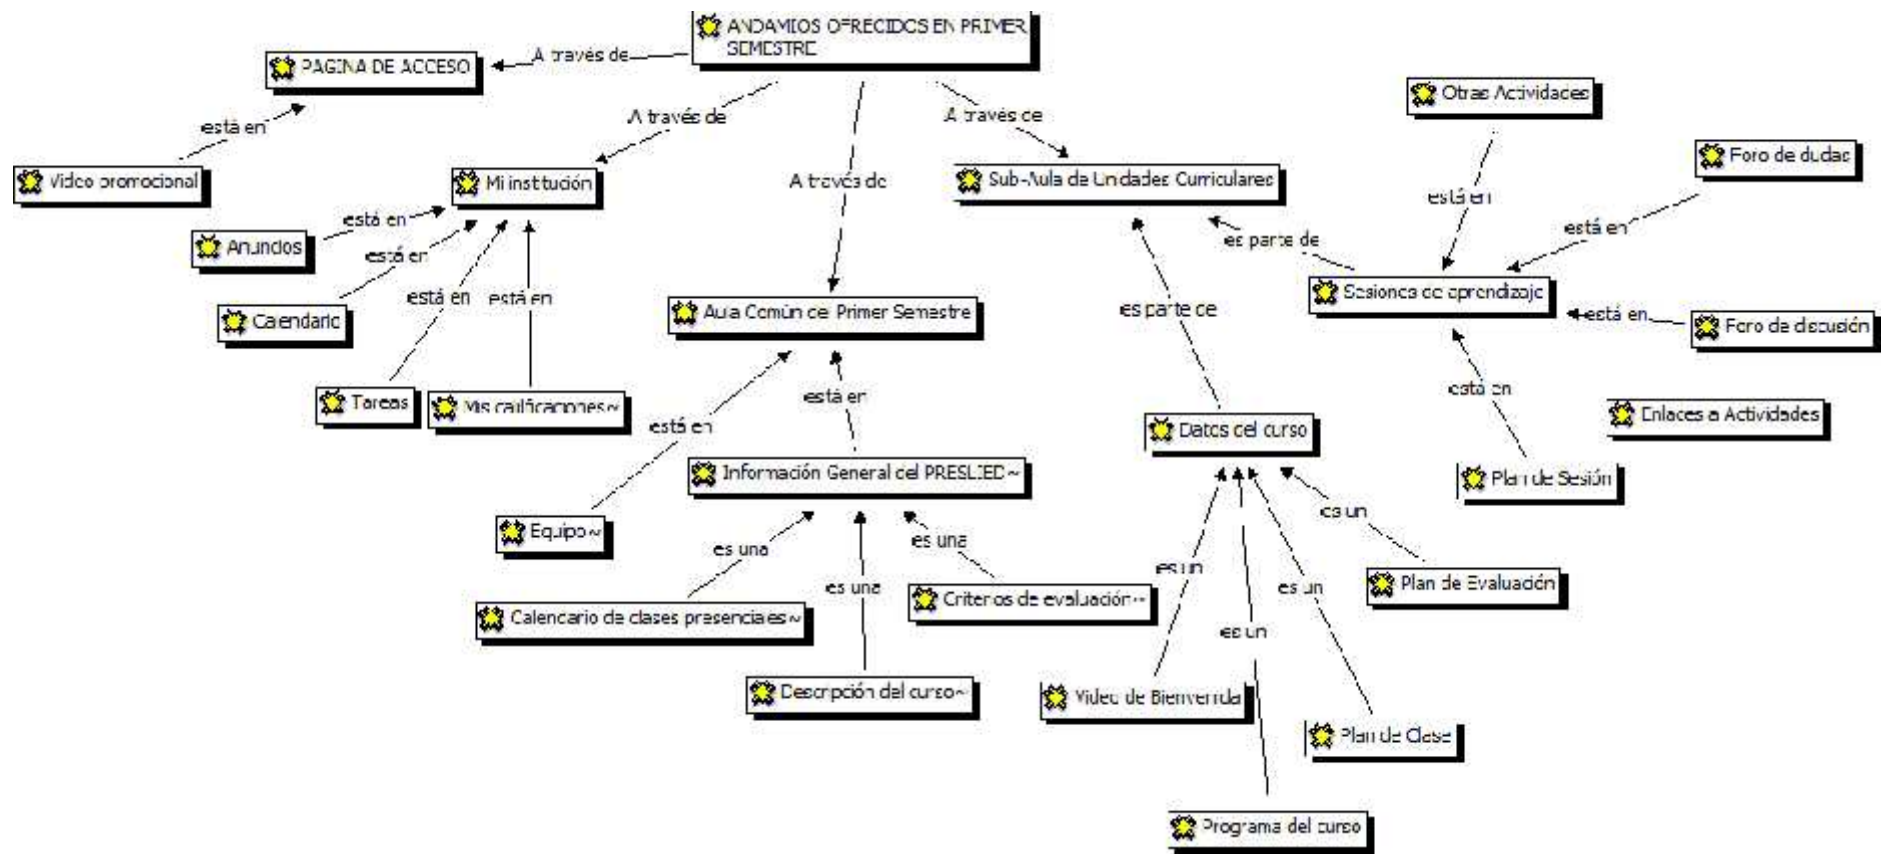 ANDAMIOS OFRECIDOS EN PRIMER
SEMESTRE
A través de
PAGINA DE ACCESO
Otras Actividades
A través de
A través de
está en
Foro de dudas
Video promocional
Mi institución
A través de
Sub-Aula de Unidades Curriculares
está en
está en
está en
Anuncios
es parte de
está en
Sesiones de aprendizaje
está en
está en
Calendario
Aula Común del Primer Semestre
es parte de
está en
Foro de discusión
Tareas
Mis calificaciones~
está en
está en
Enlaces a Actividades
está en
Datos del curso
Información General del PRESLIED~
Plan de Sesión
Equipo~
es un
es una
es una
es un
Plan de Evaluación
es una
es un
Criterios de evaluación~
Calendario de clases presenciales~
es un
Descripción del curso~
Video de Bienvenida
Plan de Clase
Programa del curso